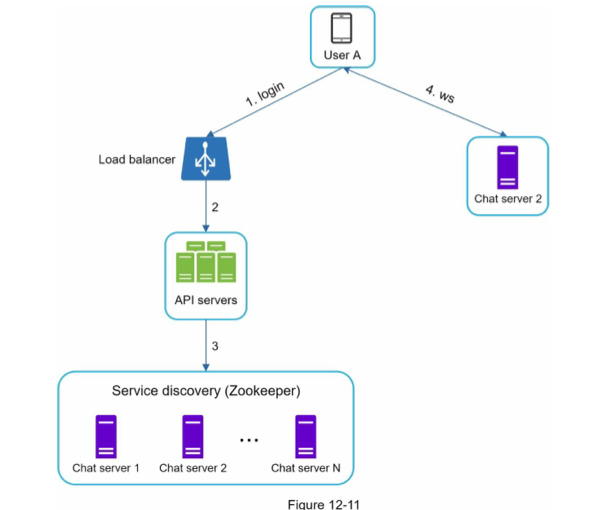 User A
1. login
4. ws
Load balancer
Chat server 2
2
API servers
3
Service discovery (Zookeeper)
Chat server 1
Chat server 2
...
Chat server N
Figure 12-11